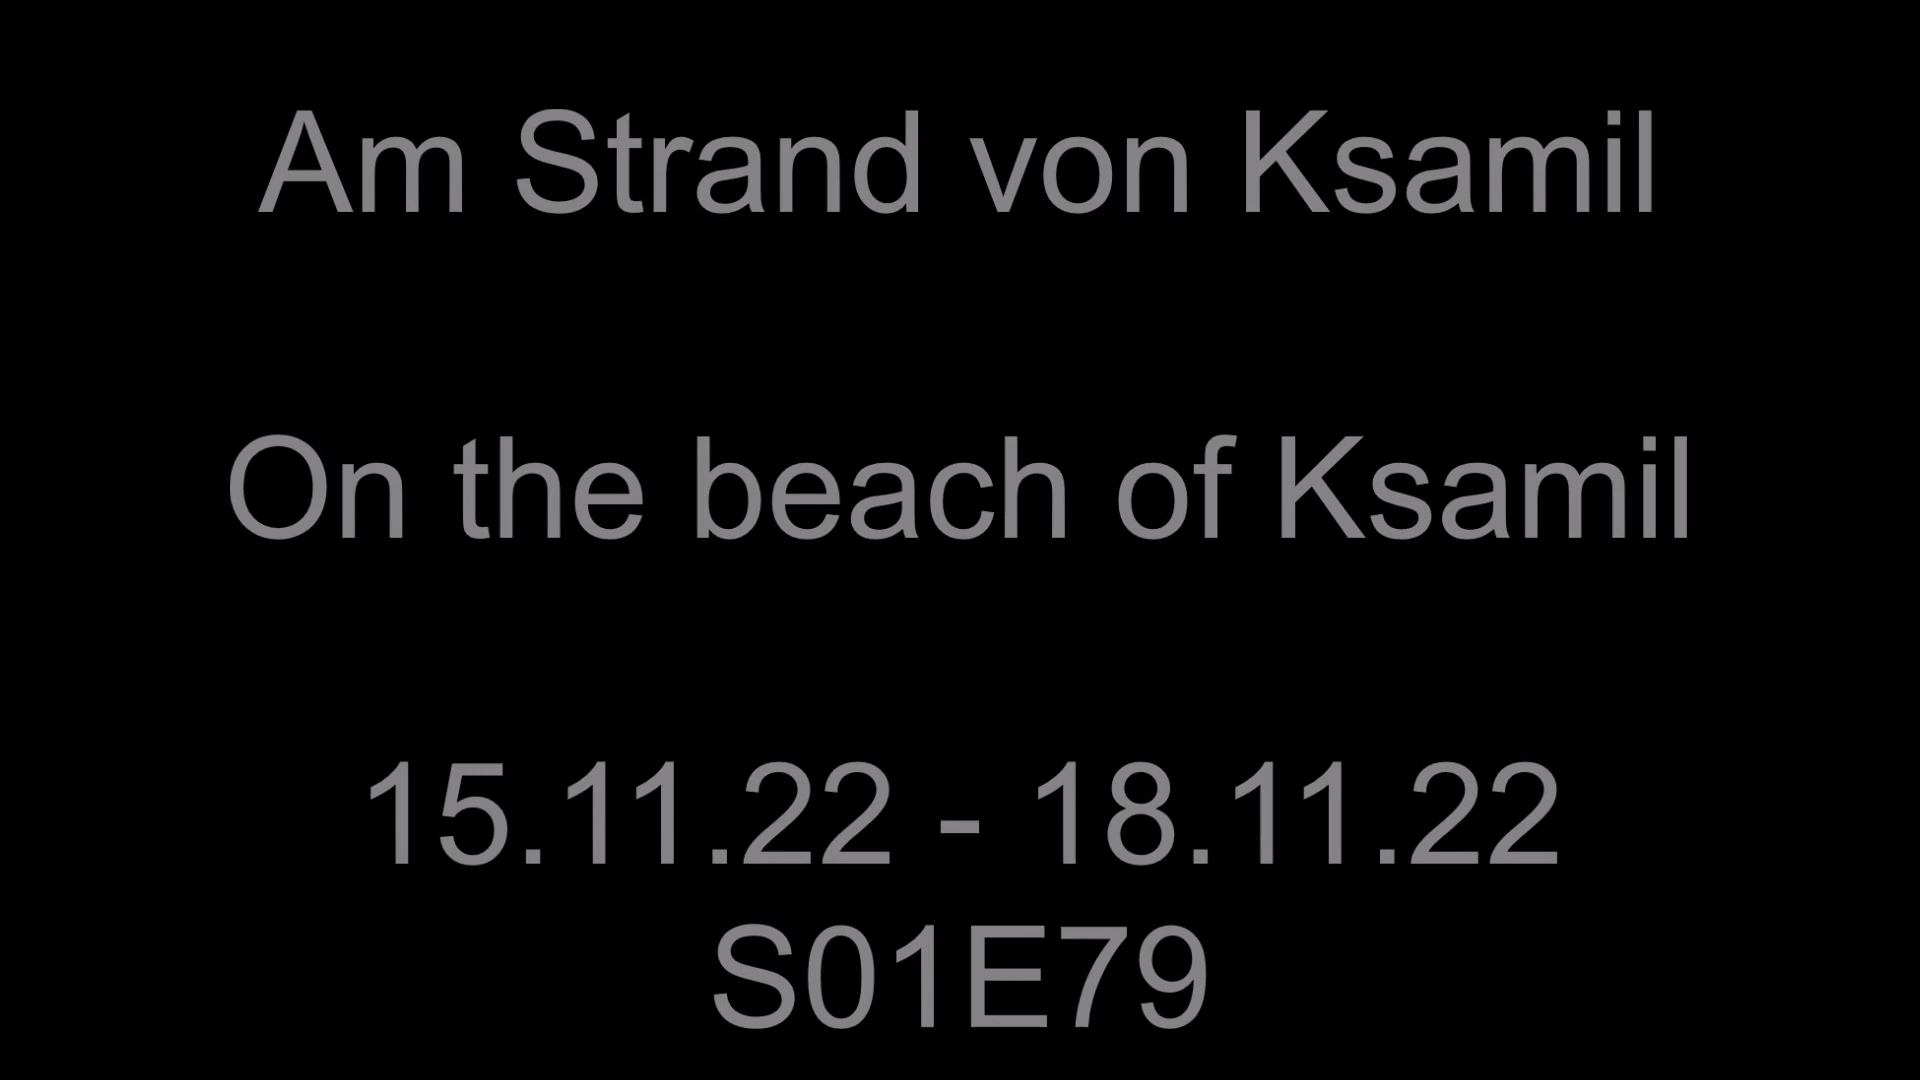 Am Strand von Ksamil
On the beach of Ksamil
15.11.22 - 18.11.22
S01E79